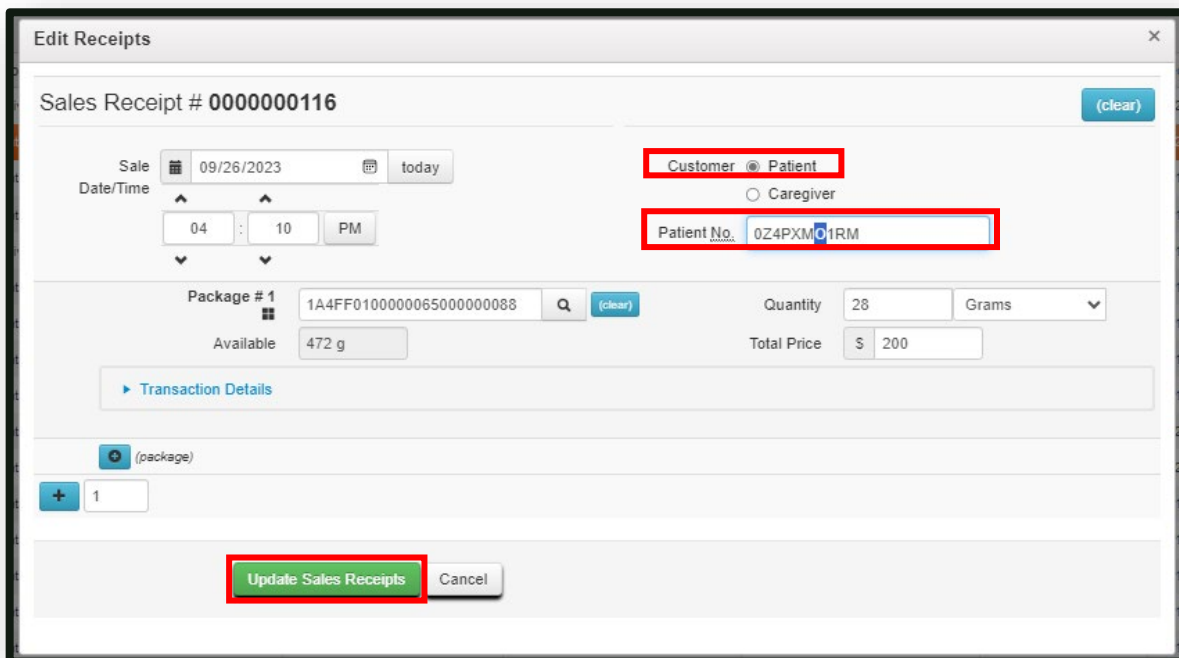 Edit Receipts ×
Sales Receipt # 0000000116 (clear)
Sale Date/Time 09/26/2023 today
Customer Patient
Caregiver
04 : 10 PM
Patient No. 0Z4PXMO1RM
Package # 1 1A4FF0100000065000000088 (clear) Quantity 28 Grams
Available 472 g Total Price $ 200
Transaction Details
(package)
+ 1
Update Sales Receipts Cancel